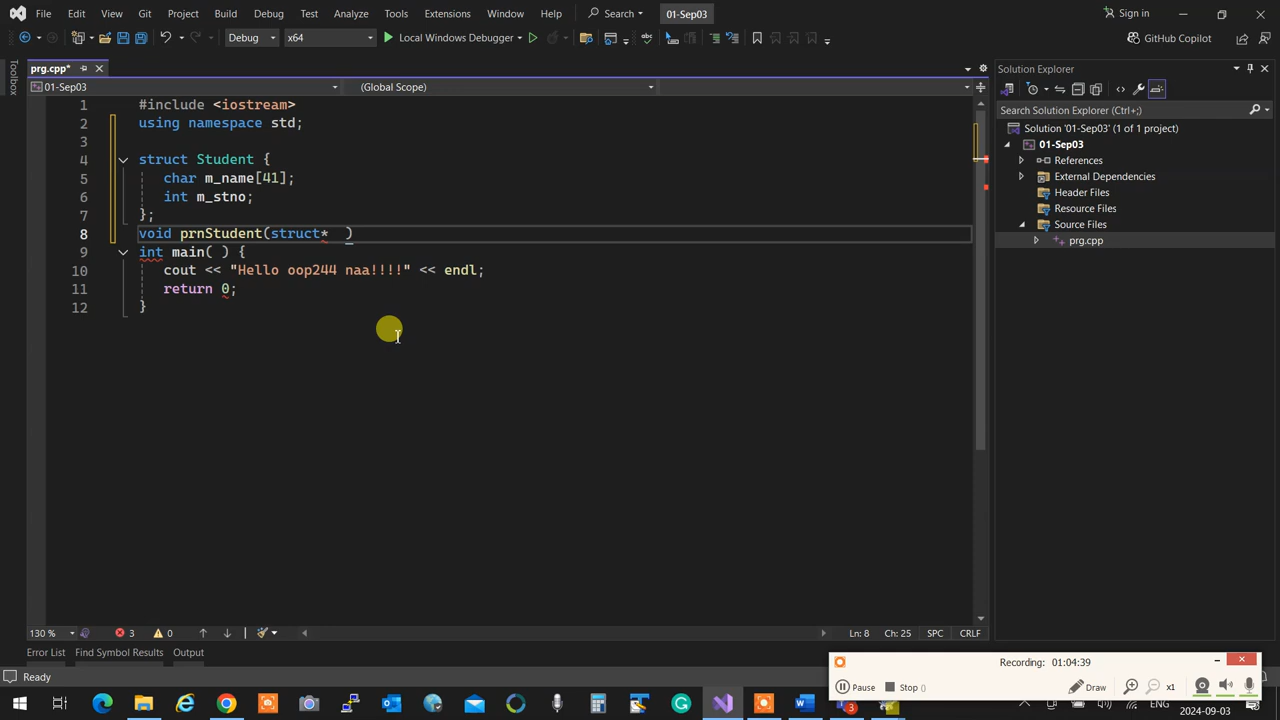 File Edit View Git Project Build Debug Test Analyze Tools Extensions Window Help Search 01-Sep03 Sign in
Debug x64 Local Windows Debugger GitHub Copilot
Toolbox
prg.cpp*
01-Sep03 (Global Scope)
1 #include <iostream>
2 using namespace std;
3
4 struct Student {
5 char m_name[41];
6 int m_stno;
7 };
8 void prnStudent(struct* )
9 int main( ) {
10 cout << "Hello oop244 naa!!!!" << endl;
11 return 0;
12 }
130 % 3 0 Ln: 8 Ch: 25 SPC CRLF
Error List Find Symbol Results Output
Ready
Solution Explorer
Search Solution Explorer (Ctrl+;)
Solution '01-Sep03' (1 of 1 project)
01-Sep03
References
External Dependencies
Header Files
Resource Files
Source Files
prg.cpp
Recording: 01:04:39
Pause Stop () Draw x1
3
ENG
2024-09-03